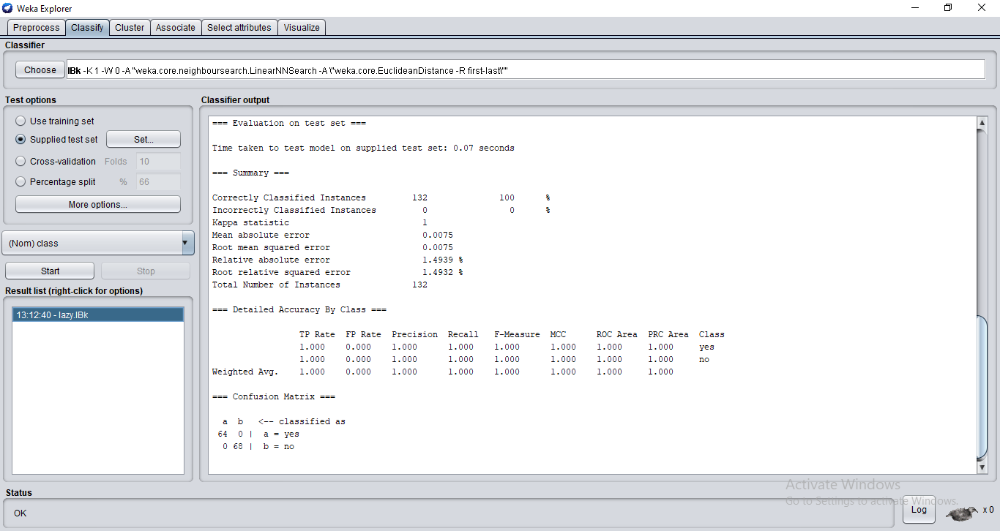 Weka Explorer
Preprocess Classify Cluster Associate Select attributes Visualize
Classifier
Choose IBk -K 1 -W 0 -A "weka.core.neighboursearch.LinearNNSearch -A \"weka.core.EuclideanDistance -R first-last\""
Test options
Use training set
Supplied test set Set...
Cross-validation Folds 10
Percentage split % 66
More options...
(Nom) class
Start Stop
Result list (right-click for options)
13:12:40 - lazy.IBk
Classifier output
=== Evaluation on test set ===
Time taken to test model on supplied test set: 0.07 seconds
=== Summary ===
Correctly Classified Instances 132 100 %
Incorrectly Classified Instances 0 0 %
Kappa statistic 1
Mean absolute error 0.0075
Root mean squared error 0.0075
Relative absolute error 1.4939 %
Root relative squared error 1.4932 %
Total Number of Instances 132
=== Detailed Accuracy By Class ===
TP Rate FP Rate Precision Recall F-Measure MCC ROC Area PRC Area Class
1.000 0.000 1.000 1.000 1.000 1.000 1.000 1.000 yes
1.000 0.000 1.000 1.000 1.000 1.000 1.000 1.000 no
Weighted Avg. 1.000 0.000 1.000 1.000 1.000 1.000 1.000 1.000
=== Confusion Matrix ===
a b <-- classified as
64 0 | a = yes
0 68 | b = no
Status
OK
Activate Windows
Go to Settings to activate Windows.
Log x 0